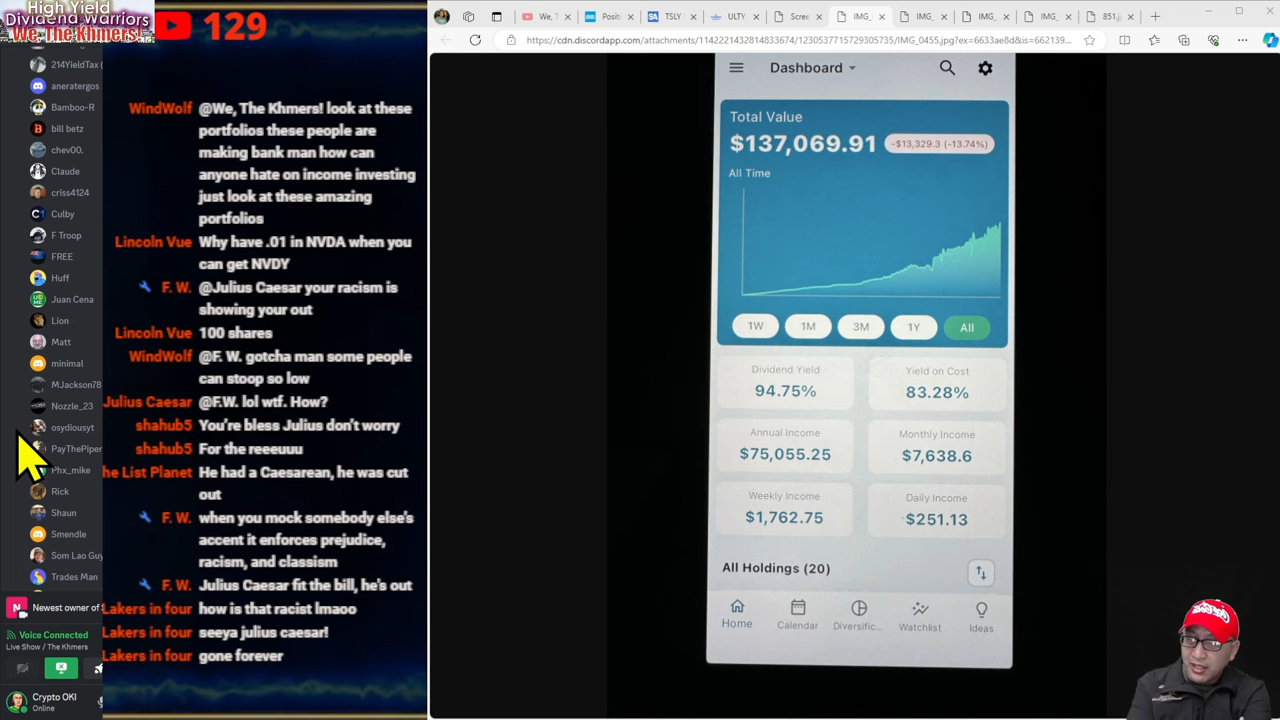 High Yield
Dividend Warriors
We, The Khmers!
129
214YieldTax
aneratergos
Bamboo-R
bill betz
chev00.
Claude
criss4124
Culby
F Troop
FREE
Huff
Juan Cena
Lion
Matt
minimal
MJackson78
Nozzle_23
osydiousyt
PayThePiper
Phx_mike
Rick
Shaun
Smendle
Som Lao Guy
Trades Man
Newest owner of
Voice Connected
Live Show / The Khmers
Crypto OKI
Online
WindWolf @We, The Khmers! look at these
portfolios these people are
making bank man how can
anyone hate on income investing
just look at these amazing
portfolios
Lincoln Vue Why have .01 in NVDA when you
can get NVDY
F. W. @Julius Caesar your racism is
showing your out
Lincoln Vue 100 shares
WindWolf @F. W. gotcha man some people
can stoop so low
Julius Caesar @F.W. lol wtf. How?
shahub5 You're bless Julius don't worry
shahub5 For the reeeuuu
he List Planet He had a Caesarean, he was cut
out
F. W. when you mock somebody else's
accent it enforces prejudice,
racism, and classism
F. W. Julius Caesar fit the bill, he's out
Lakers in four how is that racist lmaoo
Lakers in four seeya julius caesar!
Lakers in four gone forever
We, T
Positi
TSLY
ULTY
Scree
IMG_
IMG_
IMG_
IMG_
851.j
https://cdn.discordapp.com/attachments/1142221432814833674/1230537715729305735/IMG_0455.jpg?ex=6633ae8d&is=662139...
Dashboard
Total Value
$137,069.91 -$13,329.3 (-13.74%)
All Time
1W 1M 3M 1Y All
Dividend Yield
94.75%
Yield on Cost
83.28%
Annual Income
$75,055.25
Monthly Income
$7,638.6
Weekly Income
$1,762.75
Daily Income
$251.13
All Holdings (20)
Home Calendar Diversific... Watchlist Ideas